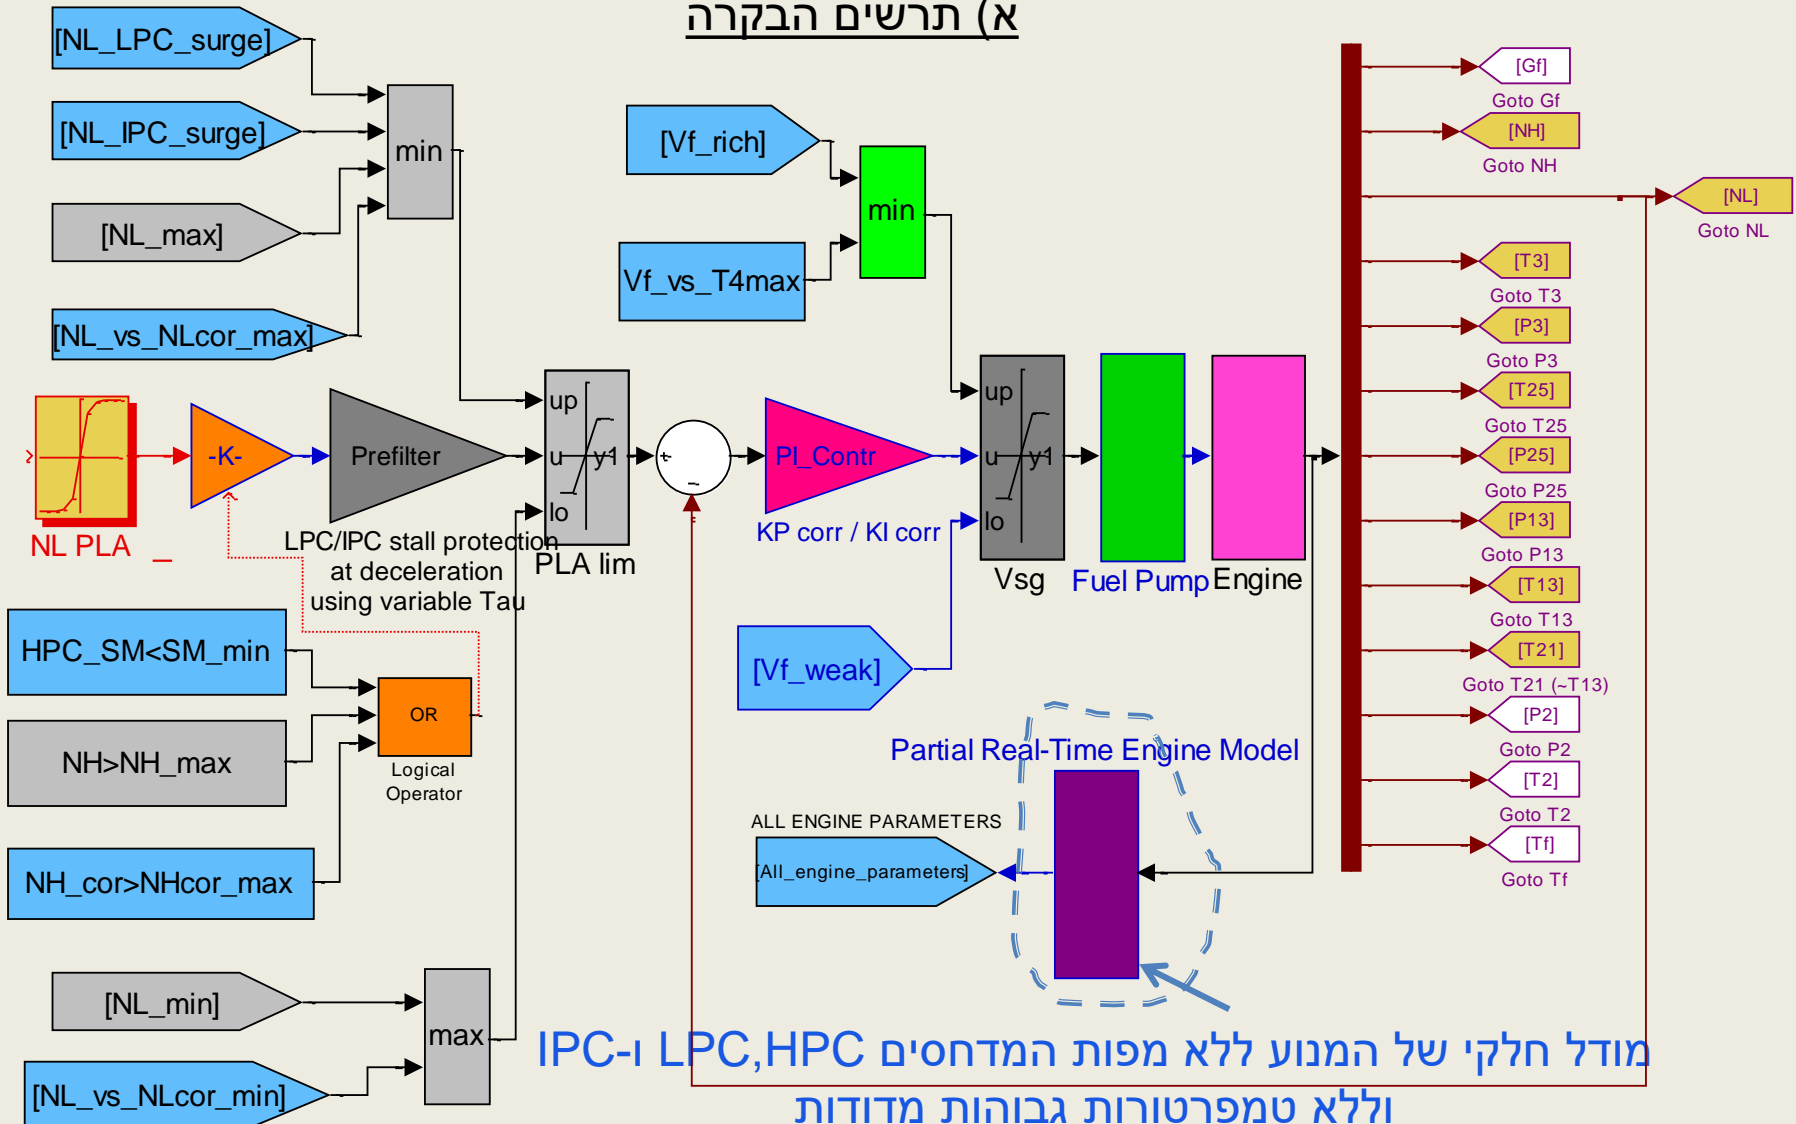 א) תרשים הבקרה
[NL_LPC_surge]
[NL_IPC_surge]
[NL_max]
[NL_vs_NLcor_max]
min
[Vf_rich]
Vf_vs_T4max
min
NL PLA _
-K-
Prefilter
LPC/IPC stall protection
at deceleration
using variable Tau
up
u
y1
lo
PLA lim
+
-
PI_Contr
KP corr / KI corr
up
u
y1
lo
Vsg
Fuel Pump
Engine
[Vf_weak]
HPC_SM<SM_min
NH>NH_max
NH_cor>NHcor_max
OR
Logical
Operator
[NL_min]
[NL_vs_NLcor_min]
max
Partial Real-Time Engine Model
ALL ENGINE PARAMETERS
[All_engine_parameters]
[Gf]
Goto Gf
[NH]
Goto NH
[NL]
Goto NL
[T3]
Goto T3
[P3]
Goto P3
[T25]
Goto T25
[P25]
Goto P25
[P13]
Goto P13
[T13]
Goto T13
[T21]
Goto T21 (~T13)
[P2]
Goto P2
[T2]
Goto T2
[Tf]
Goto Tf
מודל חלקי של המנוע ללא מפות המדחסים LPC,HPC ו-IPC
וללא טמפרטורות גבוהות מדודות